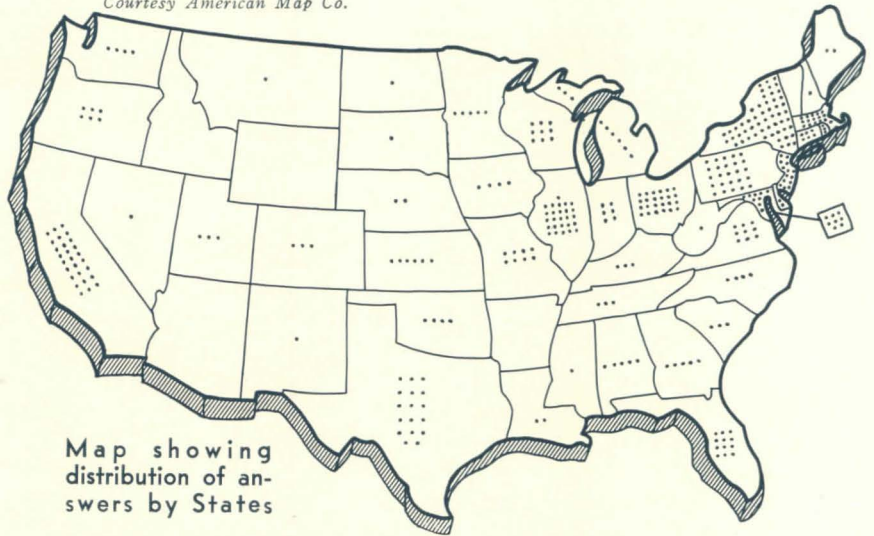 Courtesy American Map Co.
Map showing
distribution of an-
swers by States